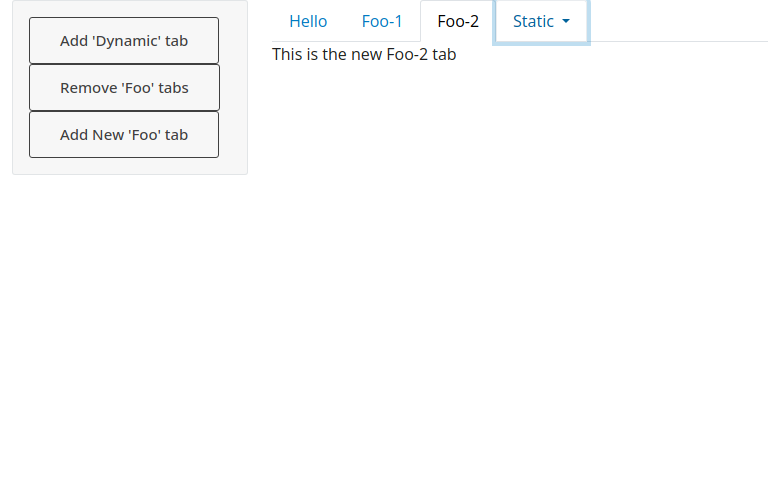 Add 'Dynamic' tab
Remove 'Foo' tabs
Add New 'Foo' tab
Hello Foo-1 Foo-2 Static
This is the new Foo-2 tab